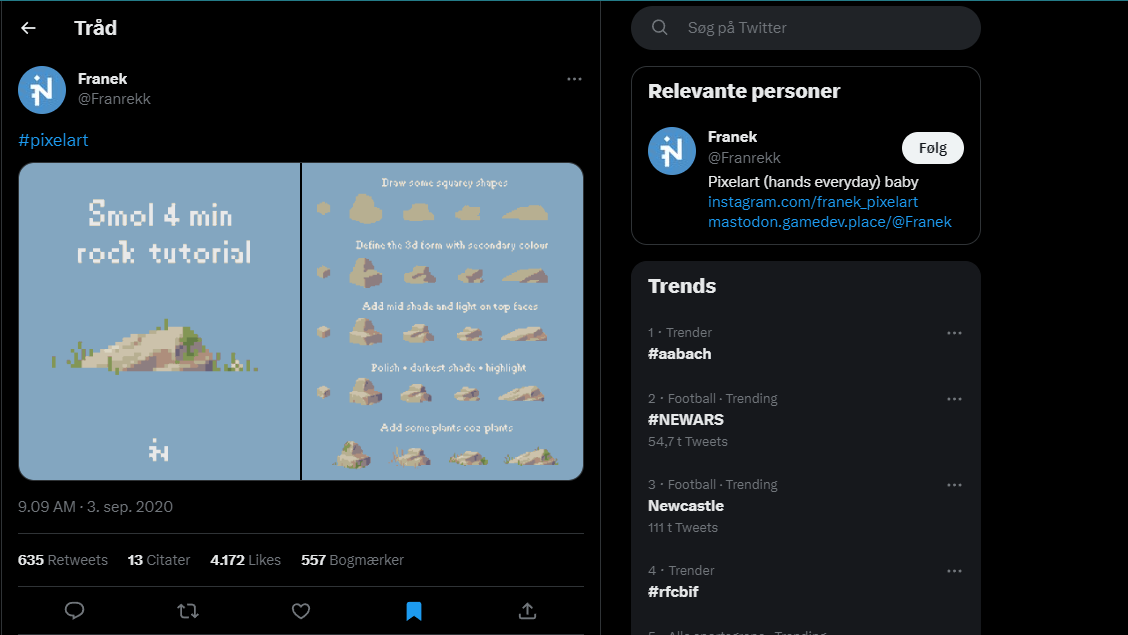 Tråd
Franek
@Franrekk
#pixelart
Smol 4 min
rock tutorial
Draw some squarey shapes
Define the 3d form with secondary colour
Add mid shade and light on top faces
Polish + darkest shade + highlight
Add some plants coz plants
9.09 AM · 3. sep. 2020
635 Retweets 13 Citater 4.172 Likes 557 Bogmærker
Søg på Twitter
Relevante personer
Franek
@Franrekk
Følg
Pixelart (hands everyday) baby
instagram.com/franek_pixelart
mastodon.gamedev.place/@Franek
Trends
1 · Trender
#aabach
2 · Football · Trending
#NEWARS
54,7 t Tweets
3 · Football · Trending
Newcastle
111 t Tweets
4 · Trender
#rfcbif